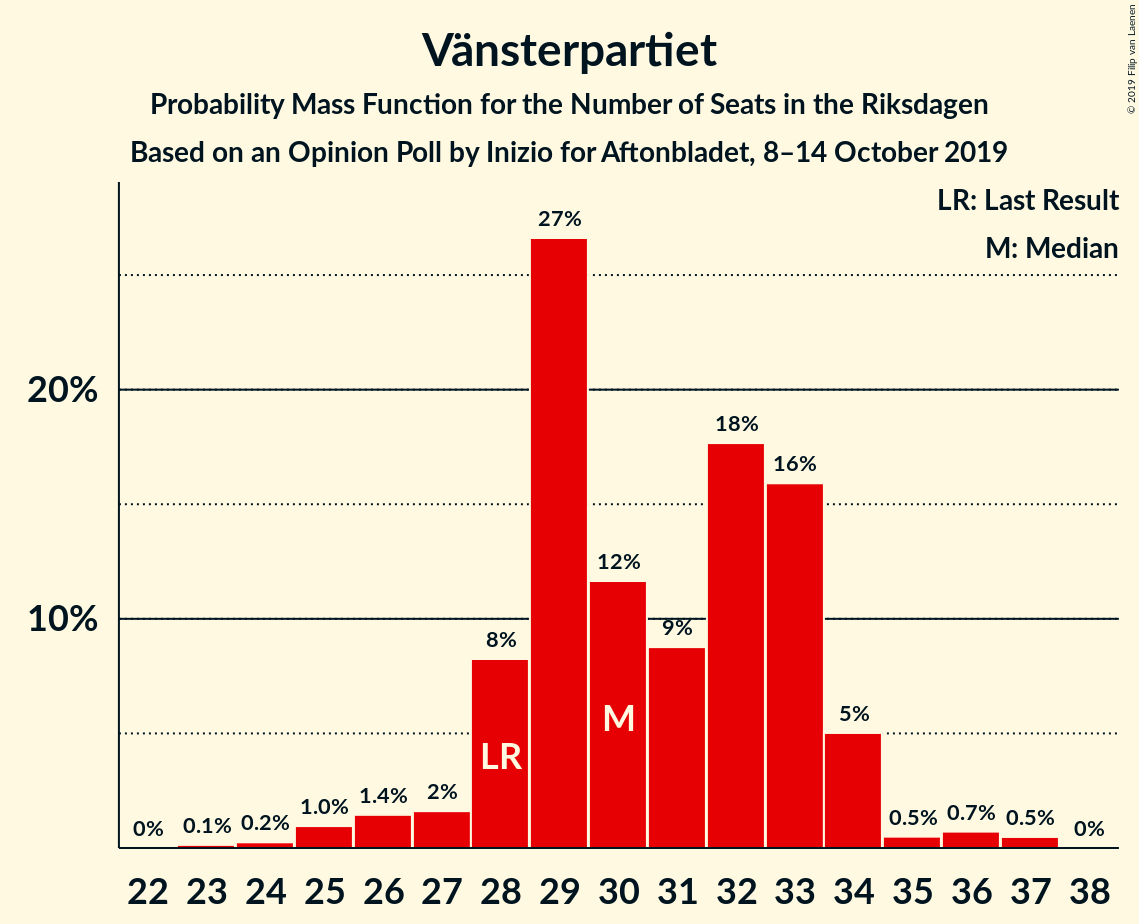 Vänsterpartiet
Probability Mass Function for the Number of Seats in the Riksdagen
Based on an Opinion Poll by Inizio for Aftonbladet, 8–14 October 2019
© 2019 Filip van Laenen
LR: Last Result
M: Median
27%
20%
18%
16%
12%
10%
9%
8%
5%
M
LR
2%
1.4%
1.0%
0.7%
0.5%
0.5%
0.2%
0.1%
0%
0%
22 23 24 25 26 27 28 29 30 31 32 33 34 35 36 37 38